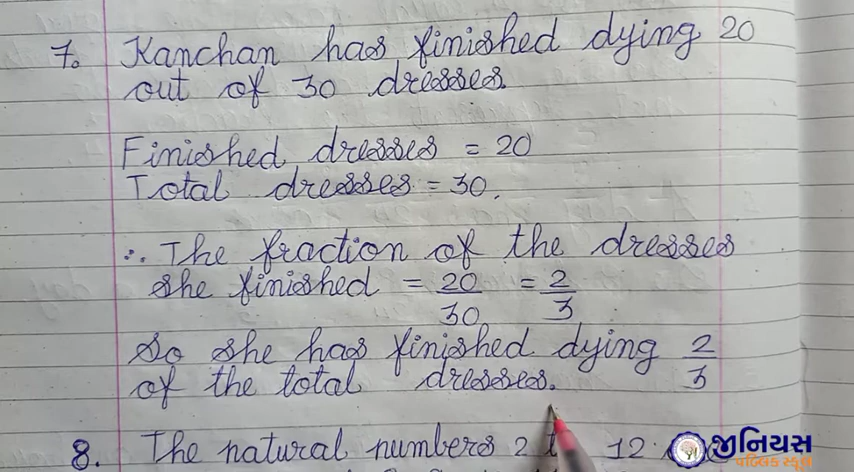 7. Kanchan has finished dying 20
out of 30 dresses.
Finished dresses = 20
Total dresses = 30.
∴ The fraction of the dresses
she finished = 20/30 = 2/3
So she has finished dying 2/3
of the total dresses.
8. The natural numbers 2 12
જીનિયસ
પબ્લિક સ્કૂલ